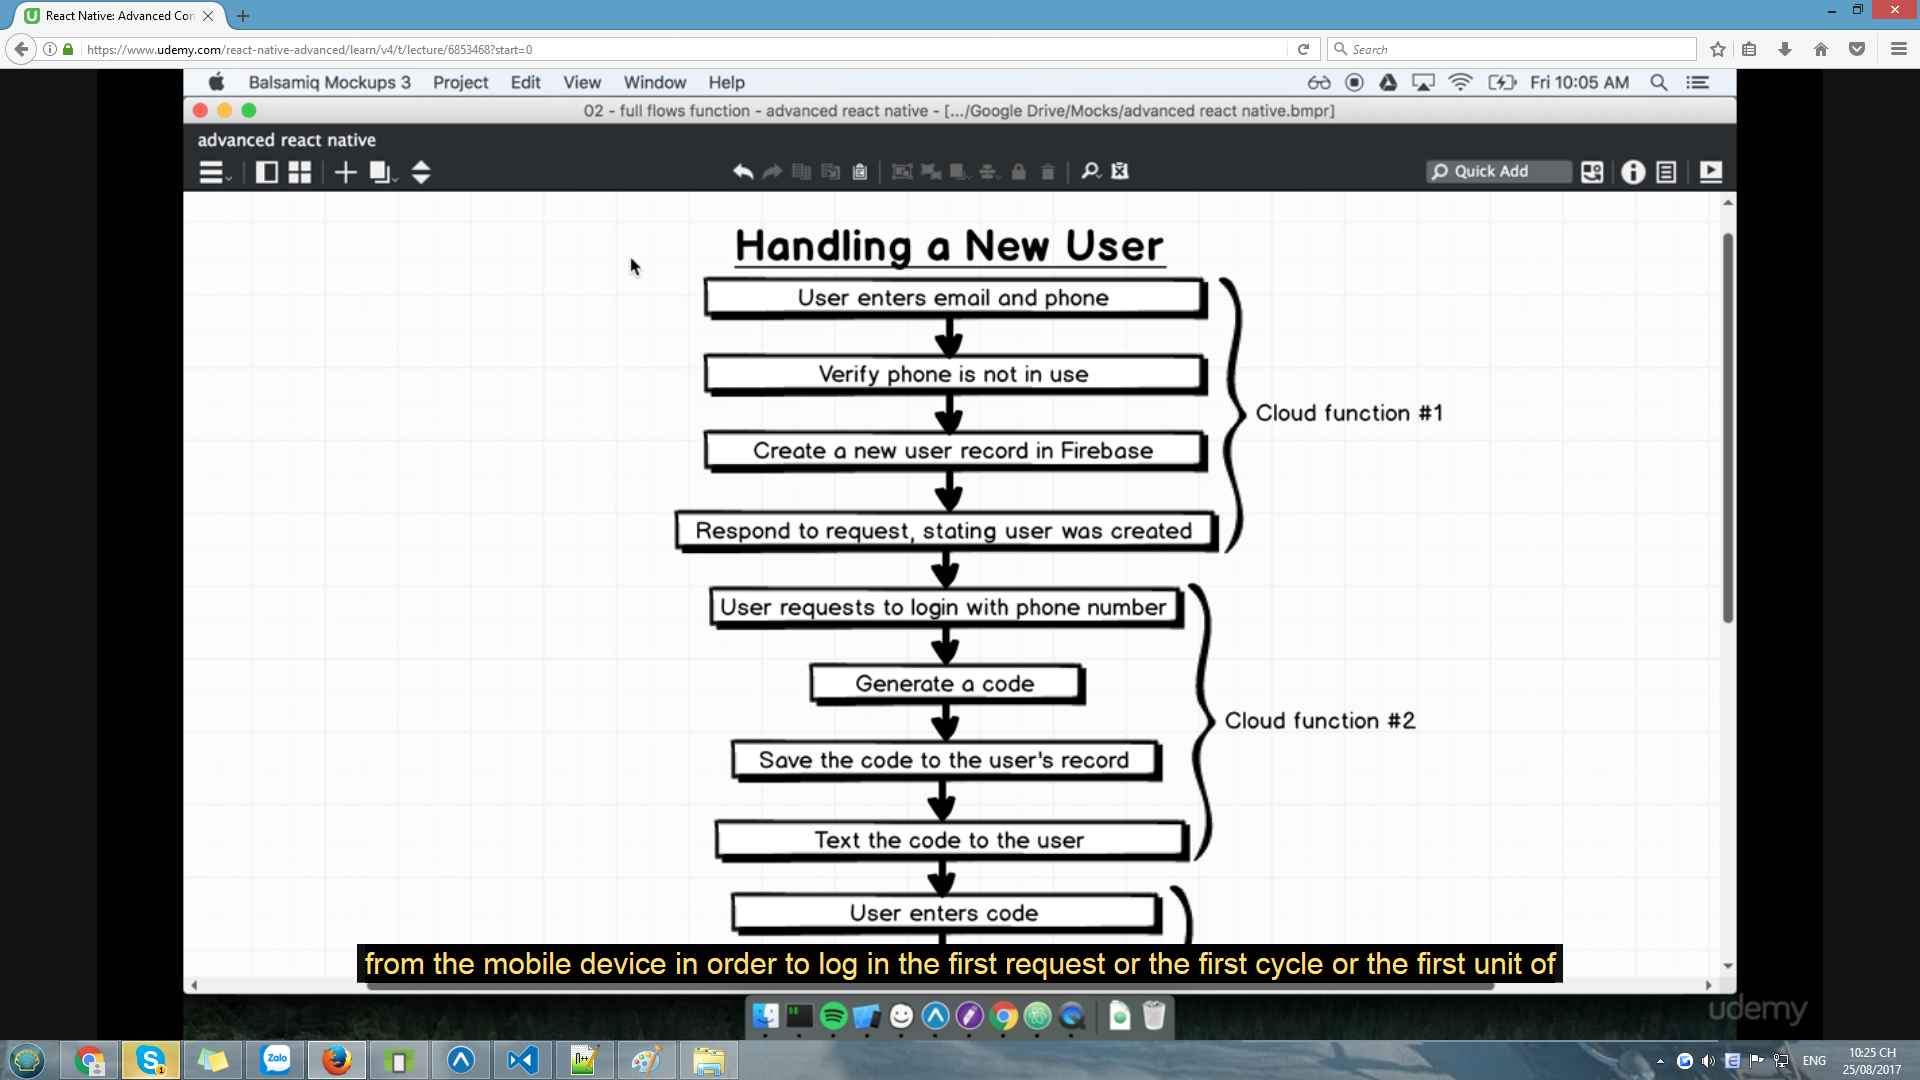 React Native: Advanced Con
https://www.udemy.com/react-native-advanced/learn/v4/t/lecture/6853468?start=0
Search
Balsamiq Mockups 3 Project Edit View Window Help
Fri 10:05 AM
02 - full flows function - advanced react native - [.../Google Drive/Mocks/advanced react native.bmpr]
advanced react native
Quick Add
Handling a New User
User enters email and phone
Verify phone is not in use
Cloud function #1
Create a new user record in Firebase
Respond to request, stating user was created
User requests to login with phone number
Generate a code
Cloud function #2
Save the code to the user's record
Text the code to the user
User enters code
from the mobile device in order to log in the first request or the first cycle or the first unit of
udemy
Zalo
ENG
10:25 CH
25/08/2017